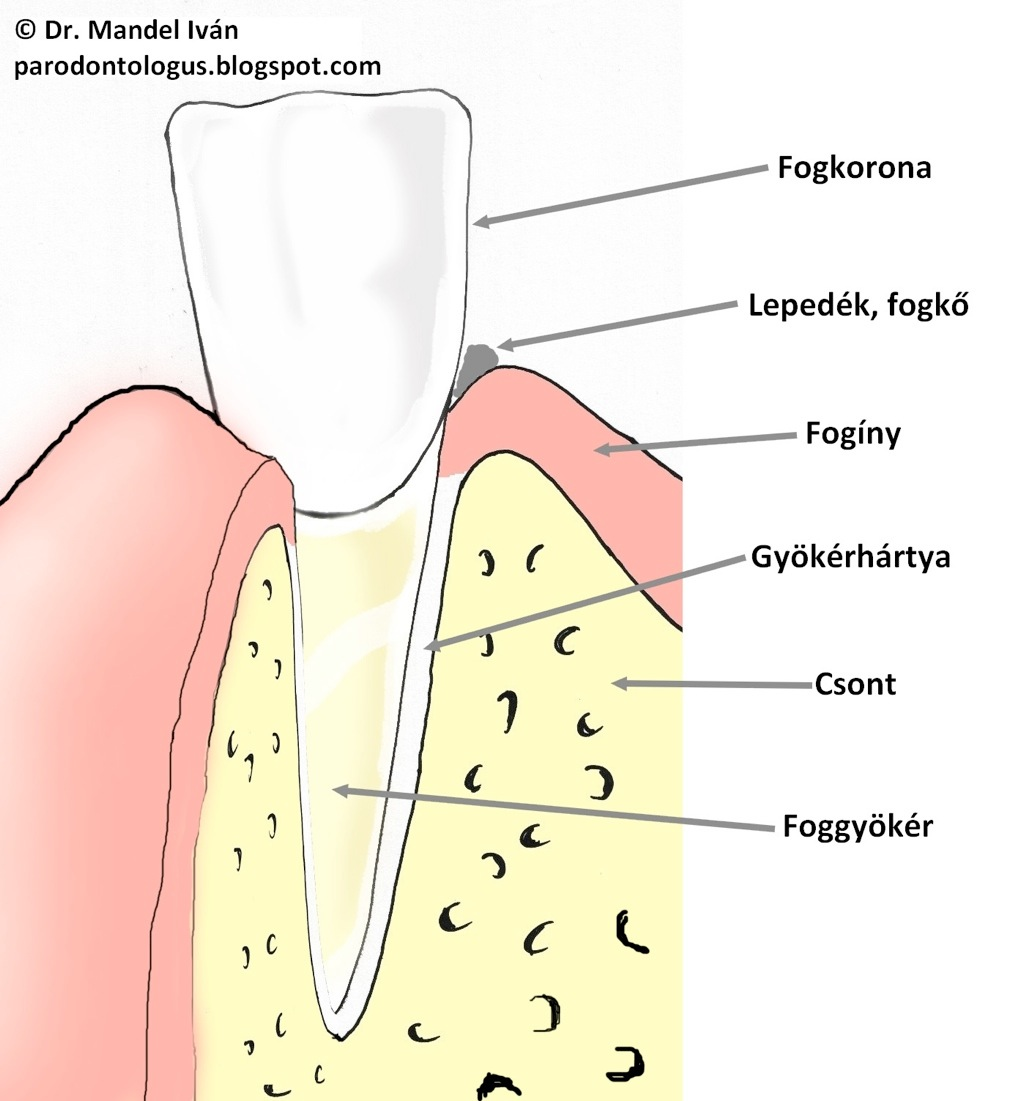 © Dr. Mandel Iván
parodontologus.blogspot.com
Fogkorona
Lepedék, fogkő
Fogíny
Gyökérhártya
Csont
Foggyökér